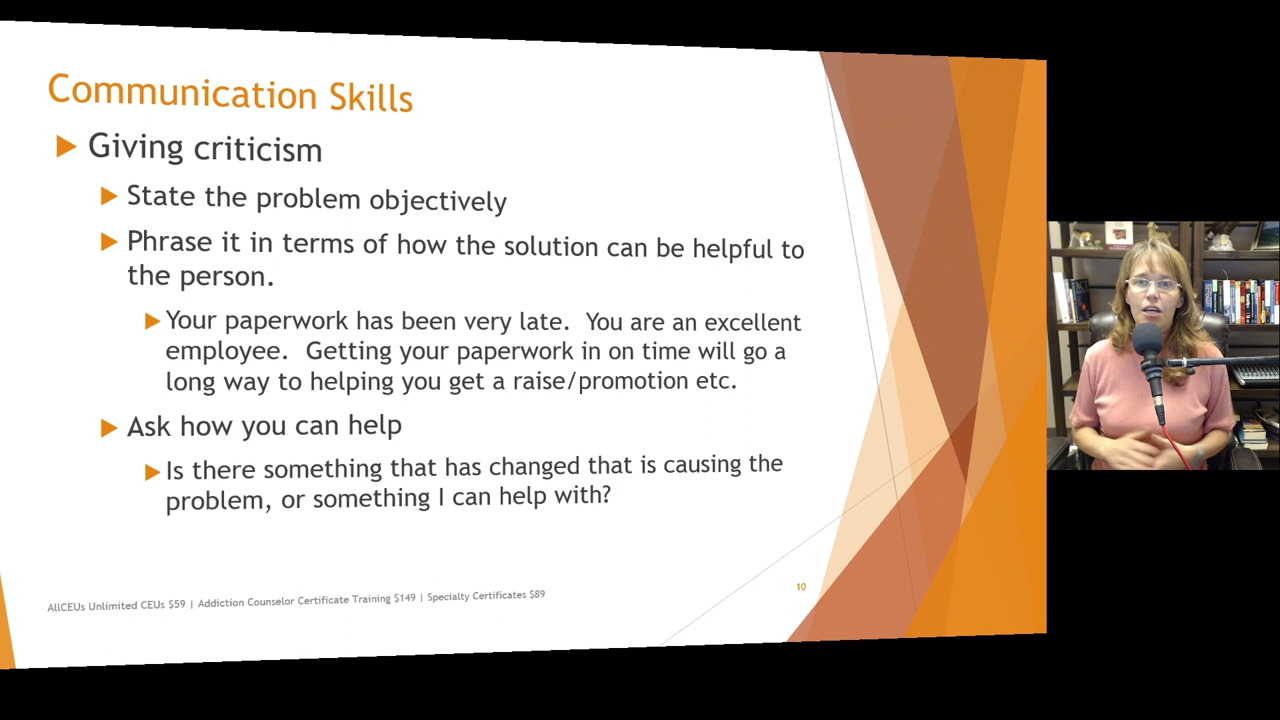 Communication Skills
Giving criticism
State the problem objectively
Phrase it in terms of how the solution can be helpful to
the person.
Your paperwork has been very late. You are an excellent
employee. Getting your paperwork in on time will go a
long way to helping you get a raise/promotion etc.
Ask how you can help
Is there something that has changed that is causing the
problem, or something I can help with?
AllCEUs Unlimited CEUs $59 | Addiction Counselor Certificate Training $149 | Specialty Certificates $89
10